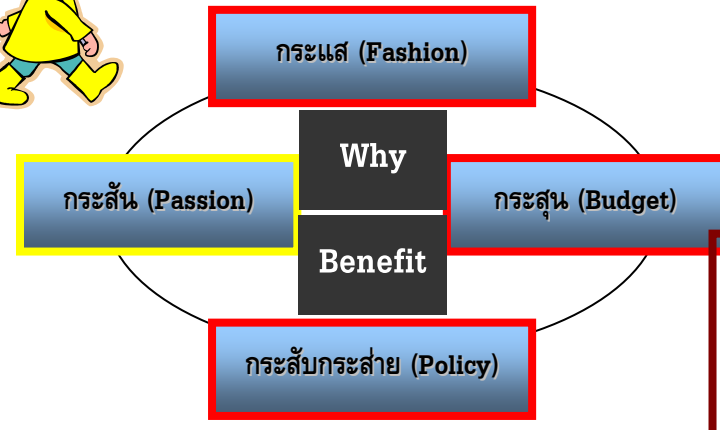 กระแส (Fashion)
Why
กระสัน (Passion)
กระสุน (Budget)
Benefit
กระสับกระส่าย (Policy)